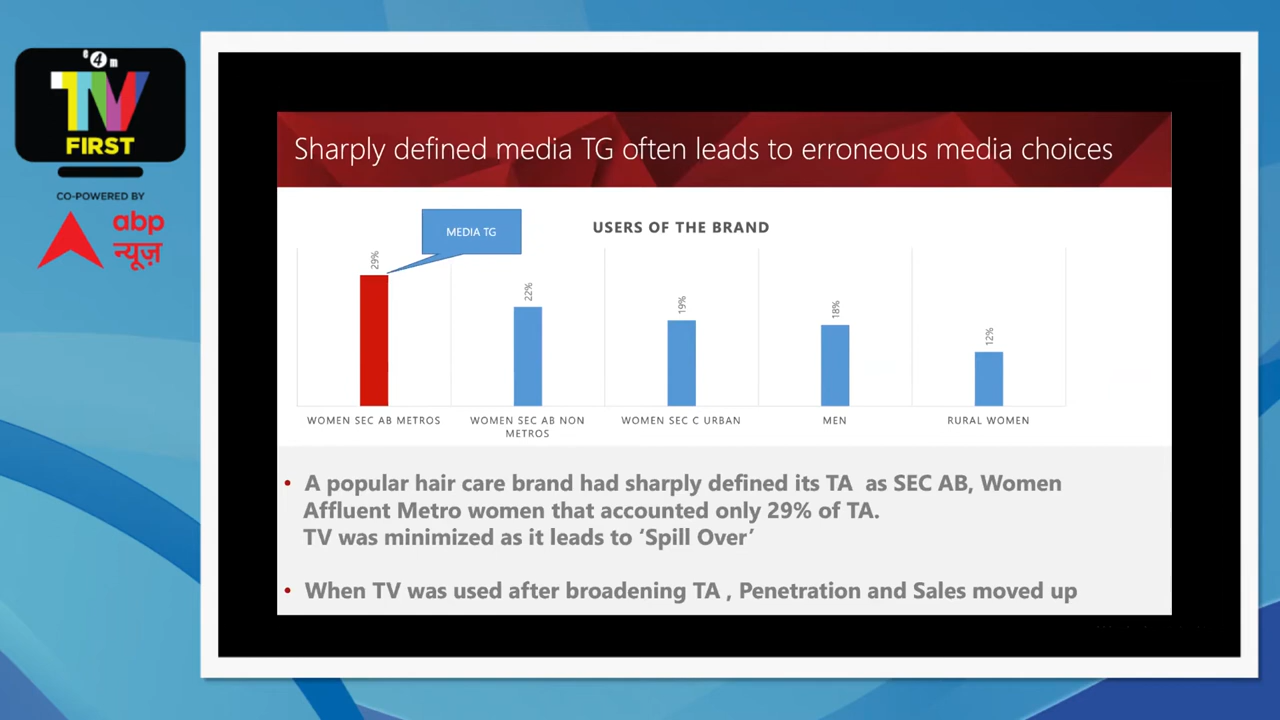 e4m
TV
FIRST
CO-POWERED BY
abp
न्यूज़
Sharply defined media TG often leads to erroneous media choices
MEDIA TG
USERS OF THE BRAND
29%
22%
19%
18%
12%
WOMEN SEC AB METROS
WOMEN SEC AB NON
METROS
WOMEN SEC C URBAN
MEN
RURAL WOMEN
• A popular hair care brand had sharply defined its TA as SEC AB, Women
Affluent Metro women that accounted only 29% of TA.
TV was minimized as it leads to ‘Spill Over’
• When TV was used after broadening TA , Penetration and Sales moved up